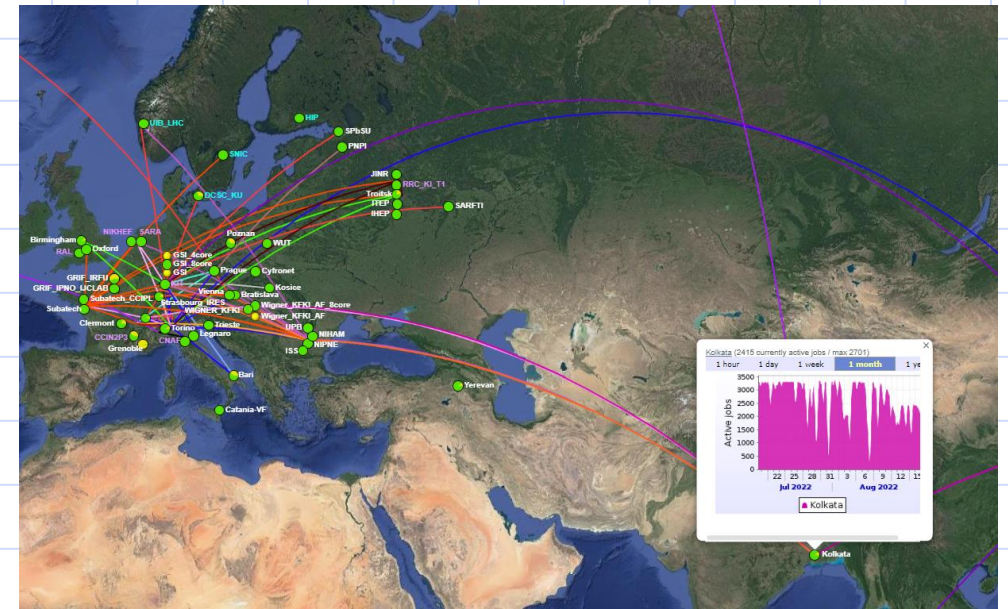 UIB_LHC
HIP
SPbSU
PNPI
SNIC
JINR
RRC_KI_T1
Troitsk
ITEP
IHEP
SARFTI
DCSC_KU
Poznan
WUT
NIKHEF
SARA
Birmingham
Oxford
RAL
GSI_4core
GSI_8core
GSI
Prague
Cyfronet
GRIF_IRFU
GRIF_IPNO_IJCLAB
Kosice
Vienna
Bratislava
Subatech_CCIPL
Strasbourg_IRES
Subatech
WIGNER_KFKI
Wigner_KFKI_AF_8core
Wigner_KFKI_AF
Clermont
Torino
Trieste
UPB
Legnaro
NIHAM
CCIN2P3
CNAF
Grenoble
NIPNE
ISS
Bari
Yerevan
Catania-VF
Kolkata (2415 currently active jobs / max 2701)
1 hour 1 day 1 week 1 month 1 ye
Active jobs
3500
3000
2500
2000
1500
1000
500
0
22 25 28 31 3 6 9 12 15
Jul 2022 Aug 2022
Kolkata
Kolkata